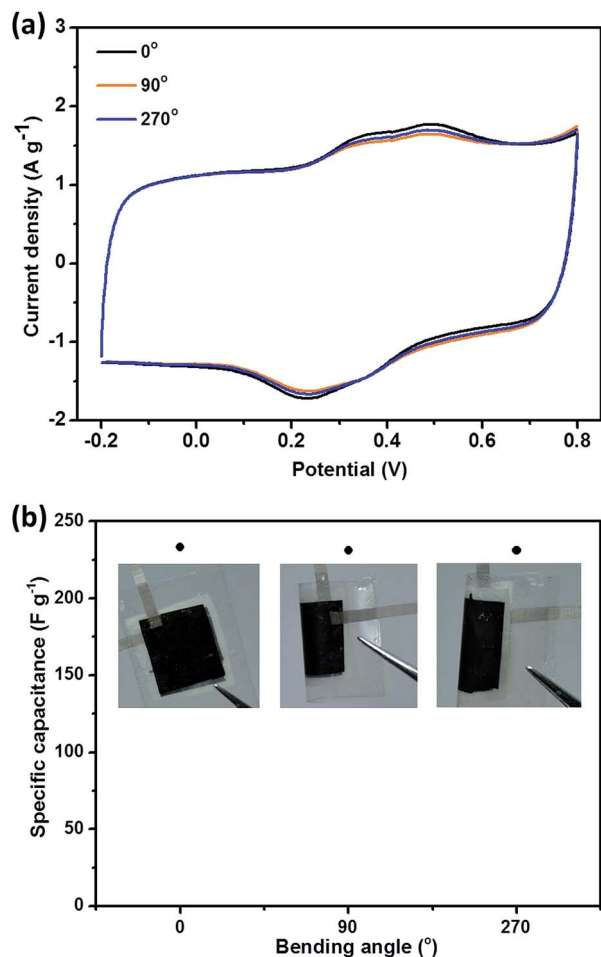 (a)
3
2
1
0
-1
-2
0°
90°
270°
Current density (A g⁻¹)
-0.2 0.0 0.2 0.4 0.6 0.8
Potential (V)
(b)
250
200
150
100
50
0
Specific capacitance (F g⁻¹)
0 90 270
Bending angle (°)